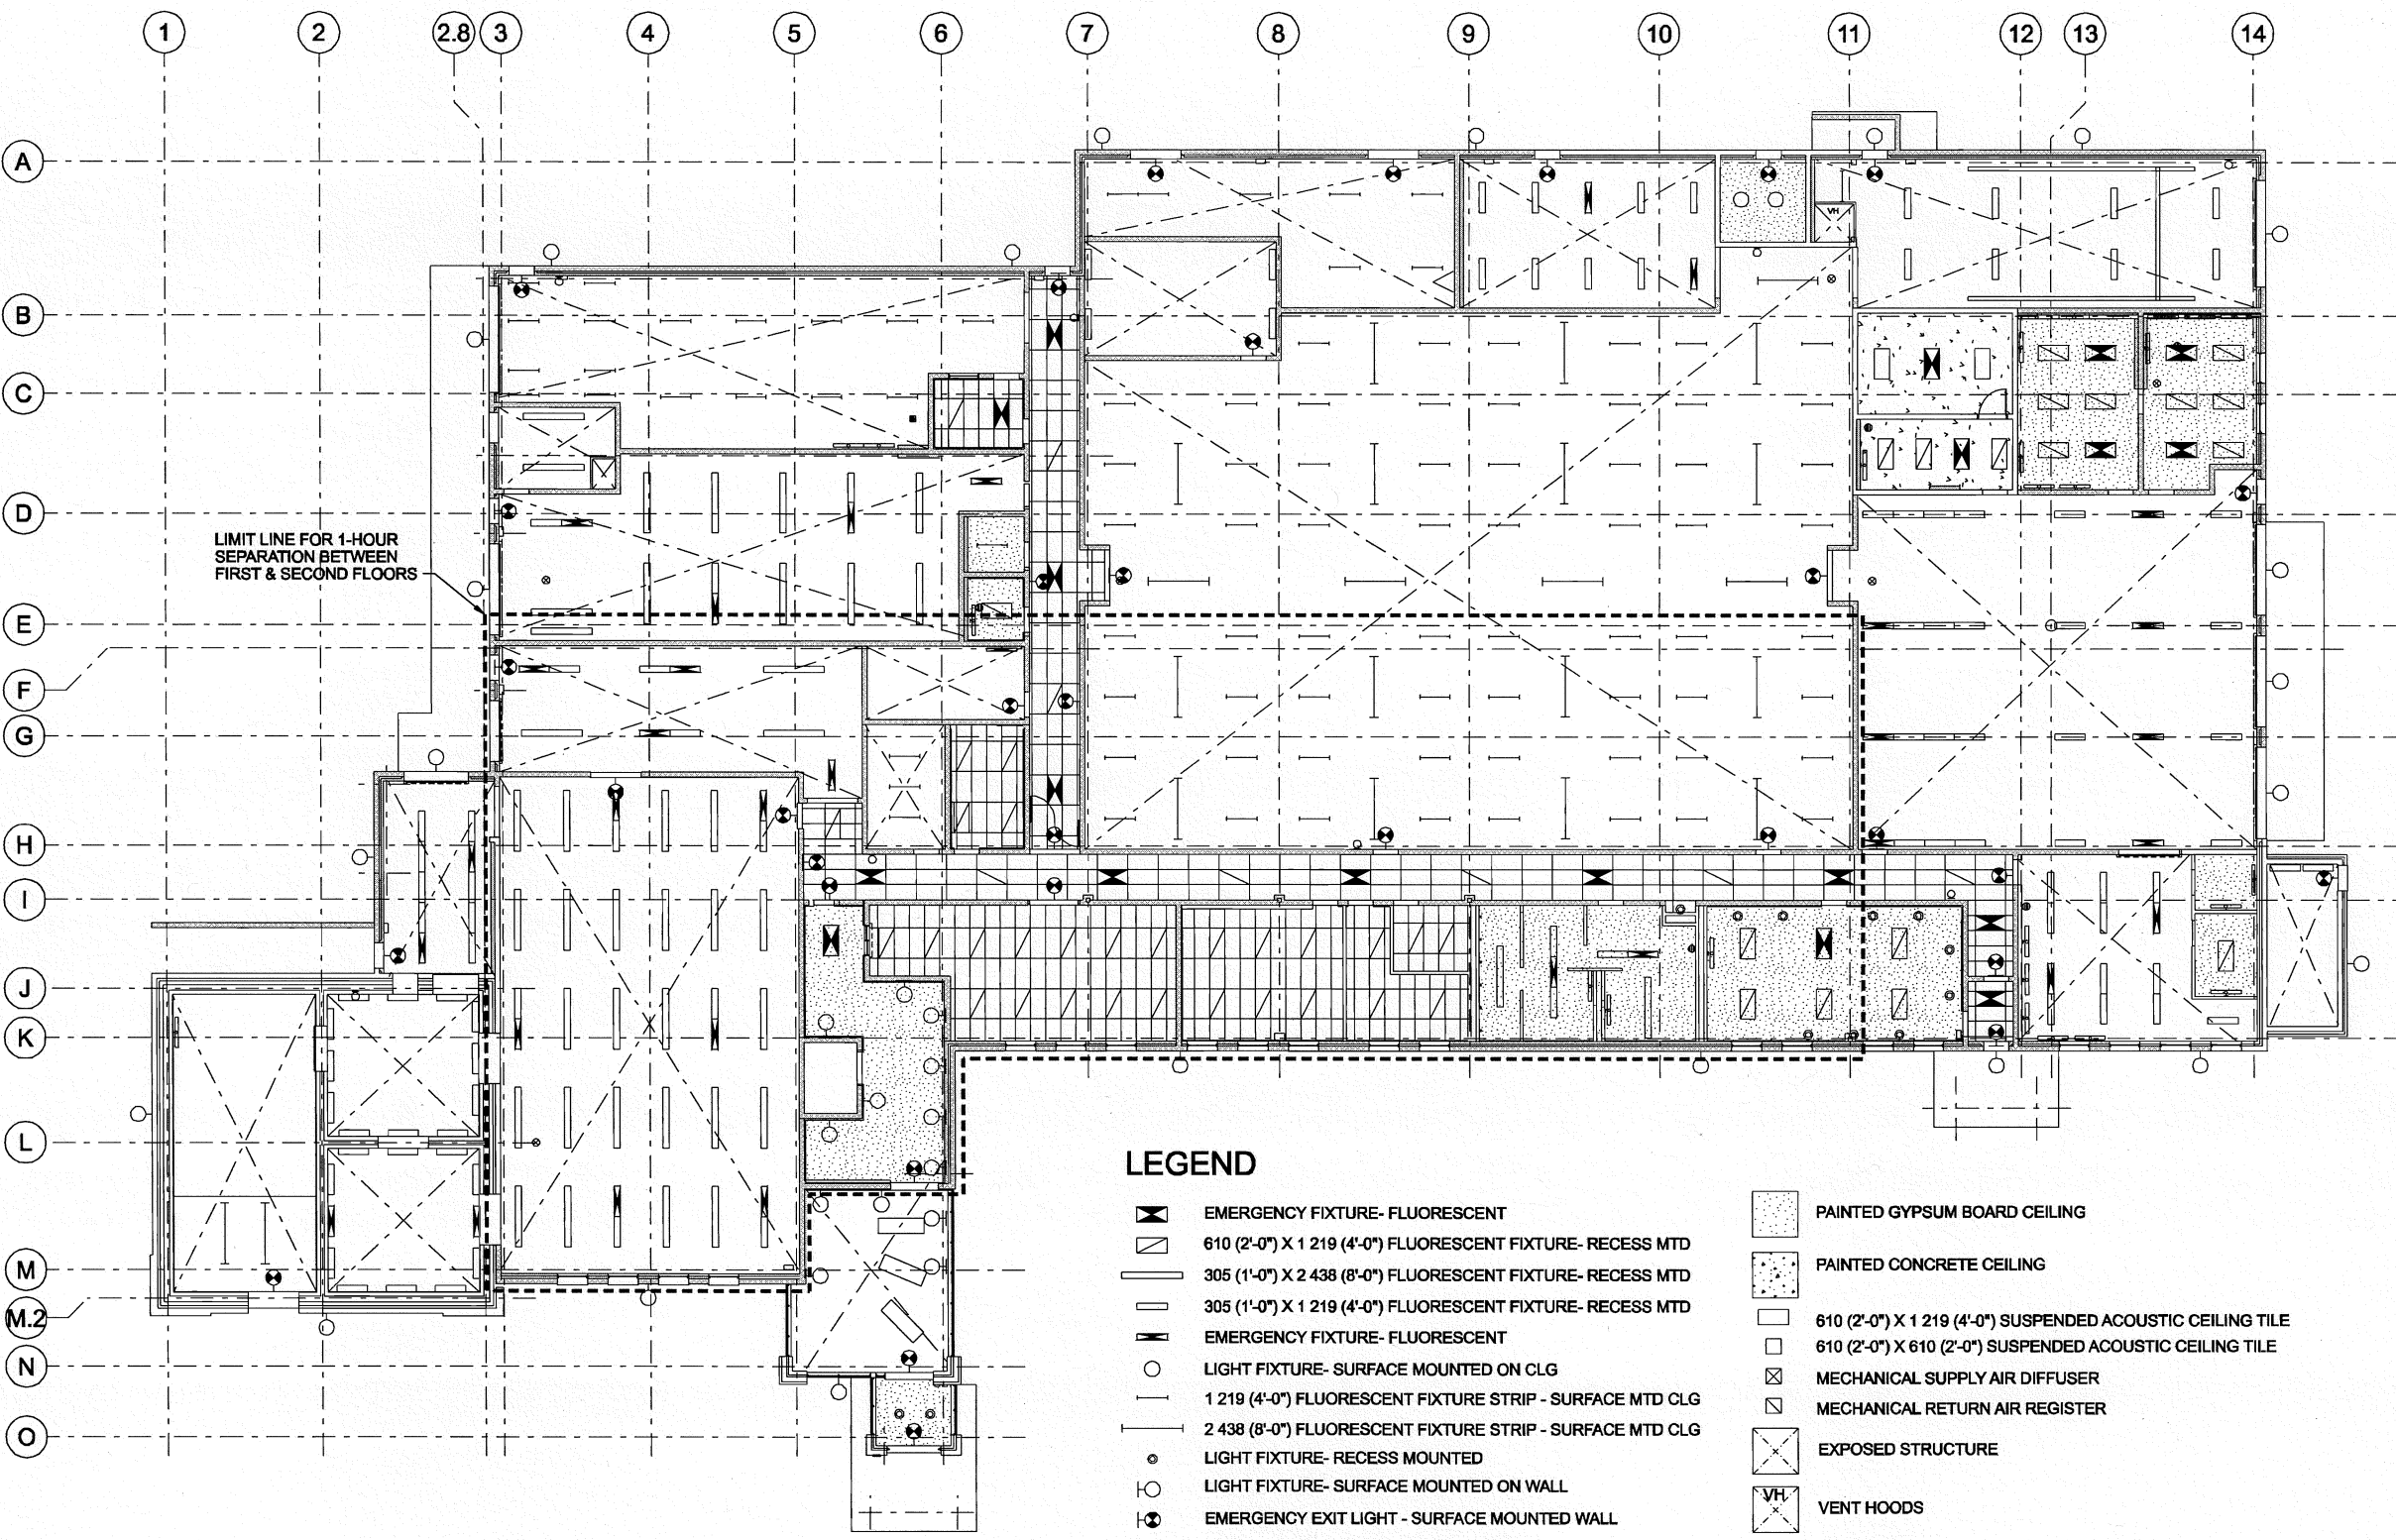 1 2 2.8 3 4 5 6 7 8 9 10 11 12 13 14
A
VH
B
C
D
LIMIT LINE FOR 1-HOUR
SEPARATION BETWEEN
FIRST & SECOND FLOORS
E
F
G
H
I
J
K
L
M
M.2
N
O
LEGEND
EMERGENCY FIXTURE- FLUORESCENT
610 (2'-0") X 1 219 (4'-0") FLUORESCENT FIXTURE- RECESS MTD
305 (1'-0") X 2 438 (8'-0") FLUORESCENT FIXTURE- RECESS MTD
305 (1'-0") X 1 219 (4'-0") FLUORESCENT FIXTURE- RECESS MTD
EMERGENCY FIXTURE- FLUORESCENT
LIGHT FIXTURE- SURFACE MOUNTED ON CLG
1 219 (4'-0") FLUORESCENT FIXTURE STRIP - SURFACE MTD CLG
2 438 (8'-0") FLUORESCENT FIXTURE STRIP - SURFACE MTD CLG
LIGHT FIXTURE- RECESS MOUNTED
LIGHT FIXTURE- SURFACE MOUNTED ON WALL
EMERGENCY EXIT LIGHT - SURFACE MOUNTED WALL
PAINTED GYPSUM BOARD CEILING
PAINTED CONCRETE CEILING
610 (2'-0") X 1 219 (4'-0") SUSPENDED ACOUSTIC CEILING TILE
610 (2'-0") X 610 (2'-0") SUSPENDED ACOUSTIC CEILING TILE
MECHANICAL SUPPLY AIR DIFFUSER
MECHANICAL RETURN AIR REGISTER
EXPOSED STRUCTURE
VH
VENT HOODS